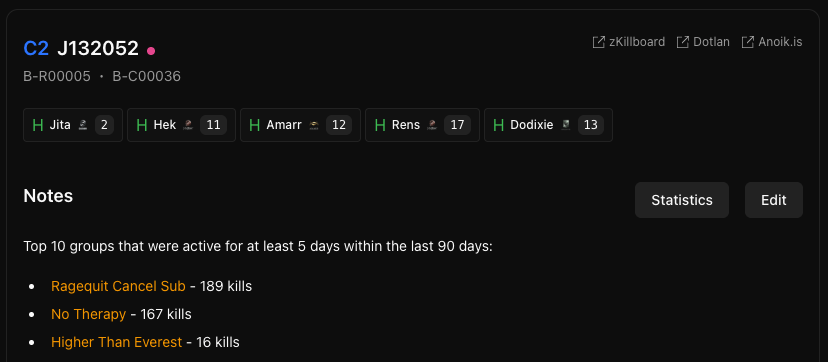 C2 J132052
zKillboard Dotlan Anoik.is
B-R00005 • B-C00036
H Jita 2 H Hek 11 H Amarr 12 H Rens 17 H Dodixie 13
Notes
Statistics Edit
Top 10 groups that were active for at least 5 days within the last 90 days:
• Ragequit Cancel Sub - 189 kills
• No Therapy - 167 kills
• Higher Than Everest - 16 kills